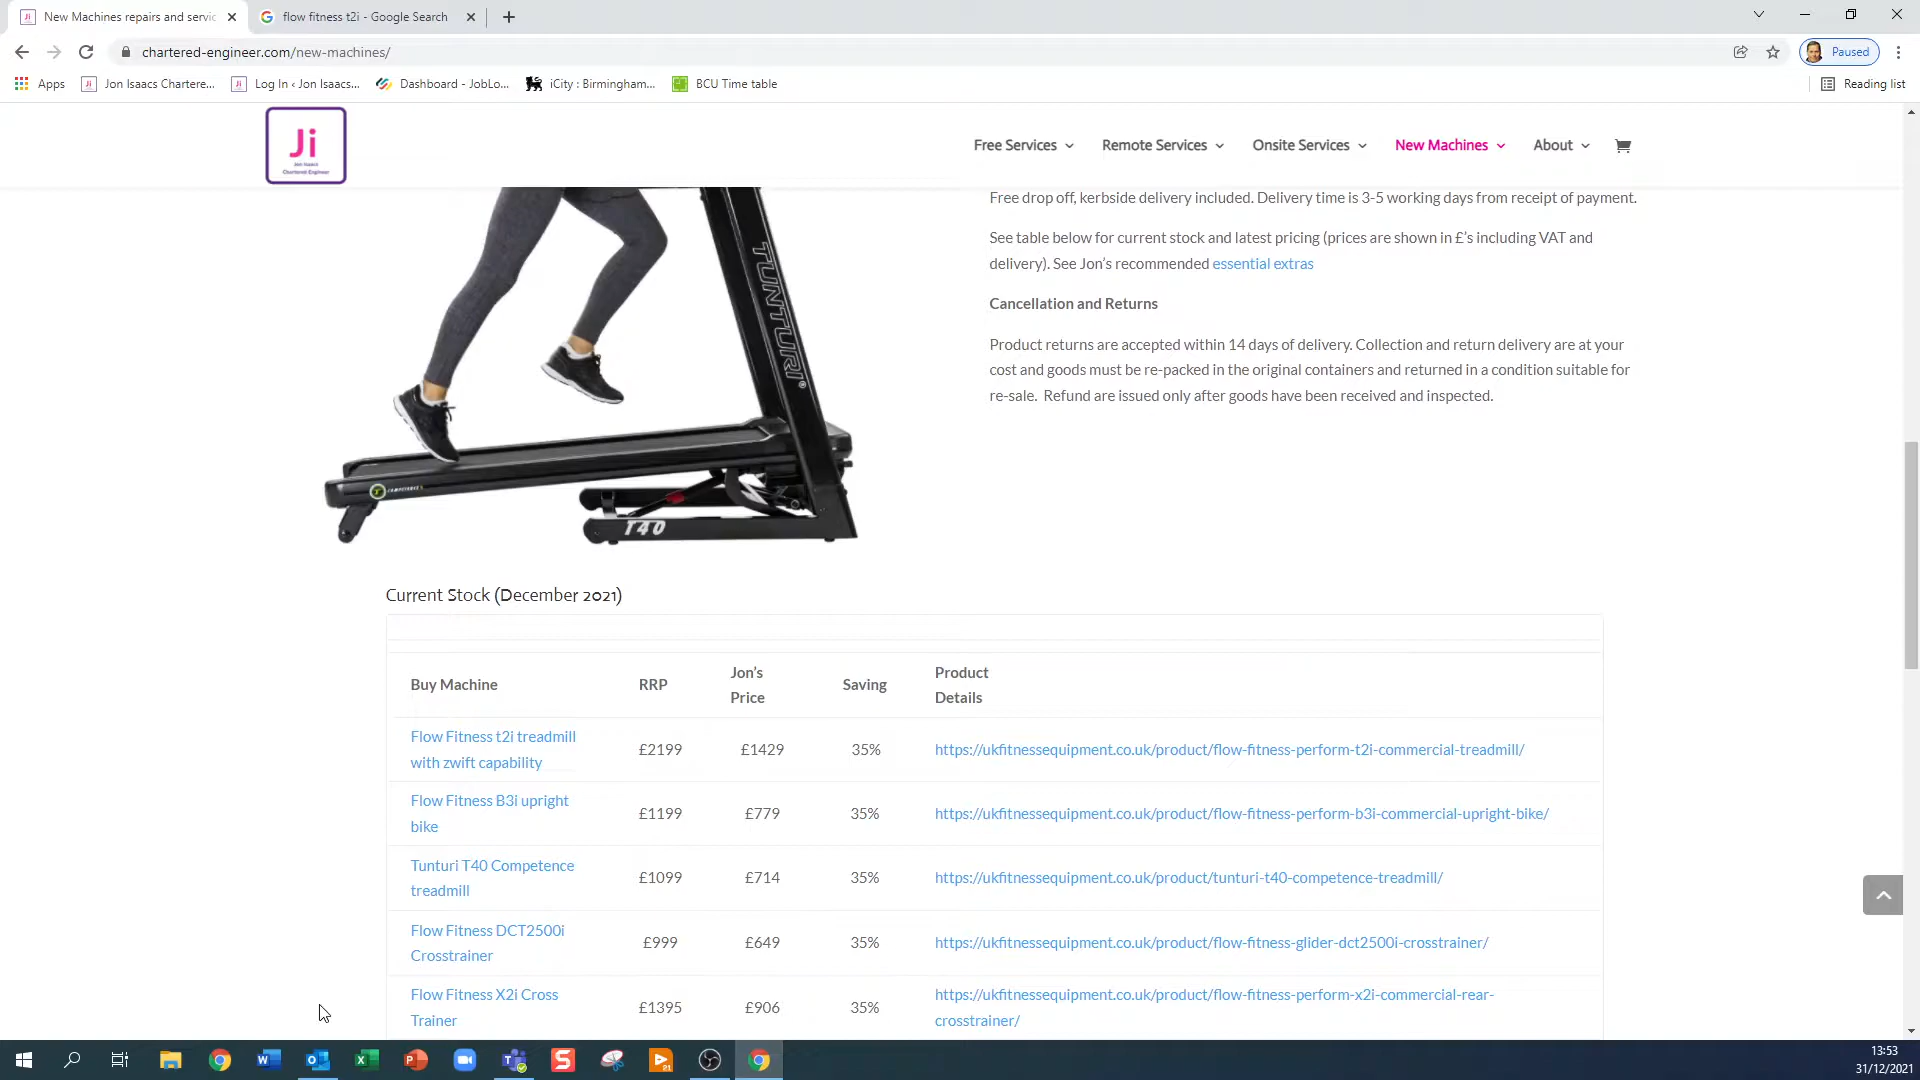 New Machines repairs and servic
flow fitness t2i - Google Search
chartered-engineer.com/new-machines/
Paused
Apps
Jon Isaacs Chartere...
Log In ‹ Jon Isaacs...
Dashboard - JobLo...
iCity : Birmingham...
BCU Time table
Reading list
Ji
Jon Isaacs
Chartered Engineer
Free Services
Remote Services
Onsite Services
New Machines
About
Free drop off, kerbside delivery included. Delivery time is 3-5 working days from receipt of payment.
See table below for current stock and latest pricing (prices are shown in £'s including VAT and
delivery). See Jon's recommended essential extras
Cancellation and Returns
Product returns are accepted within 14 days of delivery. Collection and return delivery are at your
cost and goods must be re-packed in the original containers and returned in a condition suitable for
re-sale. Refund are issued only after goods have been received and inspected.
TUNTURI
COMPETENCE
T40
Current Stock (December 2021)
Buy Machine RRP Jon's Price Saving Product Details
Flow Fitness t2i treadmill
with zwift capability
£2199 £1429 35% https://ukfitnessequipment.co.uk/product/flow-fitness-perform-t2i-commercial-treadmill/
Flow Fitness B3i upright
bike
£1199 £779 35% https://ukfitnessequipment.co.uk/product/flow-fitness-perform-b3i-commercial-upright-bike/
Tunturi T40 Competence
treadmill
£1099 £714 35% https://ukfitnessequipment.co.uk/product/tunturi-t40-competence-treadmill/
Flow Fitness DCT2500i
Crosstrainer
£999 £649 35% https://ukfitnessequipment.co.uk/product/flow-fitness-glider-dct2500i-crosstrainer/
Flow Fitness X2i Cross
Trainer
£1395 £906 35% https://ukfitnessequipment.co.uk/product/flow-fitness-perform-x2i-commercial-rear-
crosstrainer/
13:53
31/12/2021